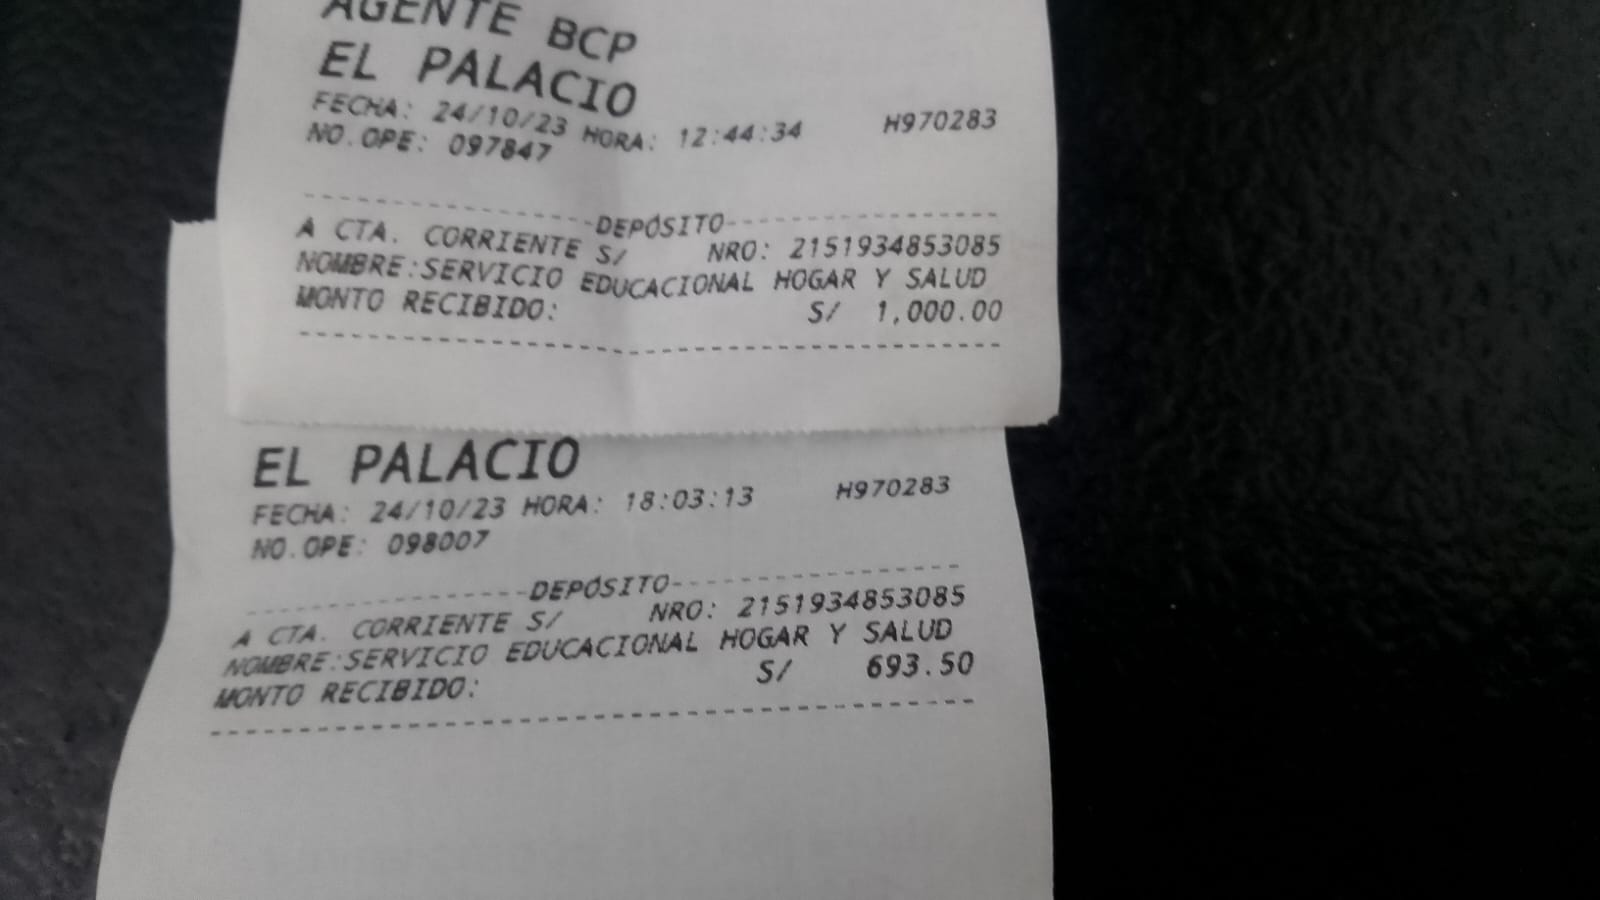 AGENTE BCP
EL PALACIO
FECHA: 24/10/23 HORA: 12:44:34 H970283
NO.OPE: 097847
DEPÓSITO
A CTA. CORRIENTE S/ NRO: 2151934853085
NOMBRE:SERVICIO EDUCACIONAL HOGAR Y SALUD
MONTO RECIBIDO: S/ 1,000.00
EL PALACIO
FECHA: 24/10/23 HORA: 18:03:13 H970283
NO.OPE: 098007
DEPÓSITO
A CTA. CORRIENTE S/ NRO: 2151934853085
NOMBRE:SERVICIO EDUCACIONAL HOGAR Y SALUD
MONTO RECIBIDO: S/ 693.50